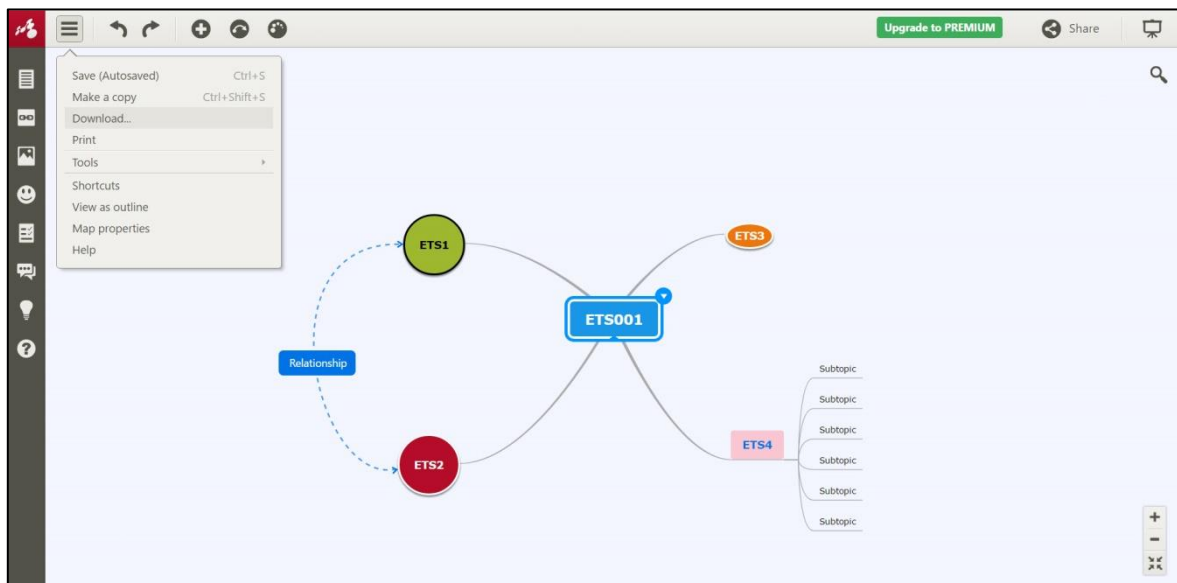 Upgrade to PREMIUM
Share
Save (Autosaved) Ctrl+S
Make a copy Ctrl+Shift+S
Download...
Print
Tools
Shortcuts
View as outline
Map properties
Help
ETS1
ETS3
ETS001
Relationship
ETS2
ETS4
Subtopic
Subtopic
Subtopic
Subtopic
Subtopic
Subtopic